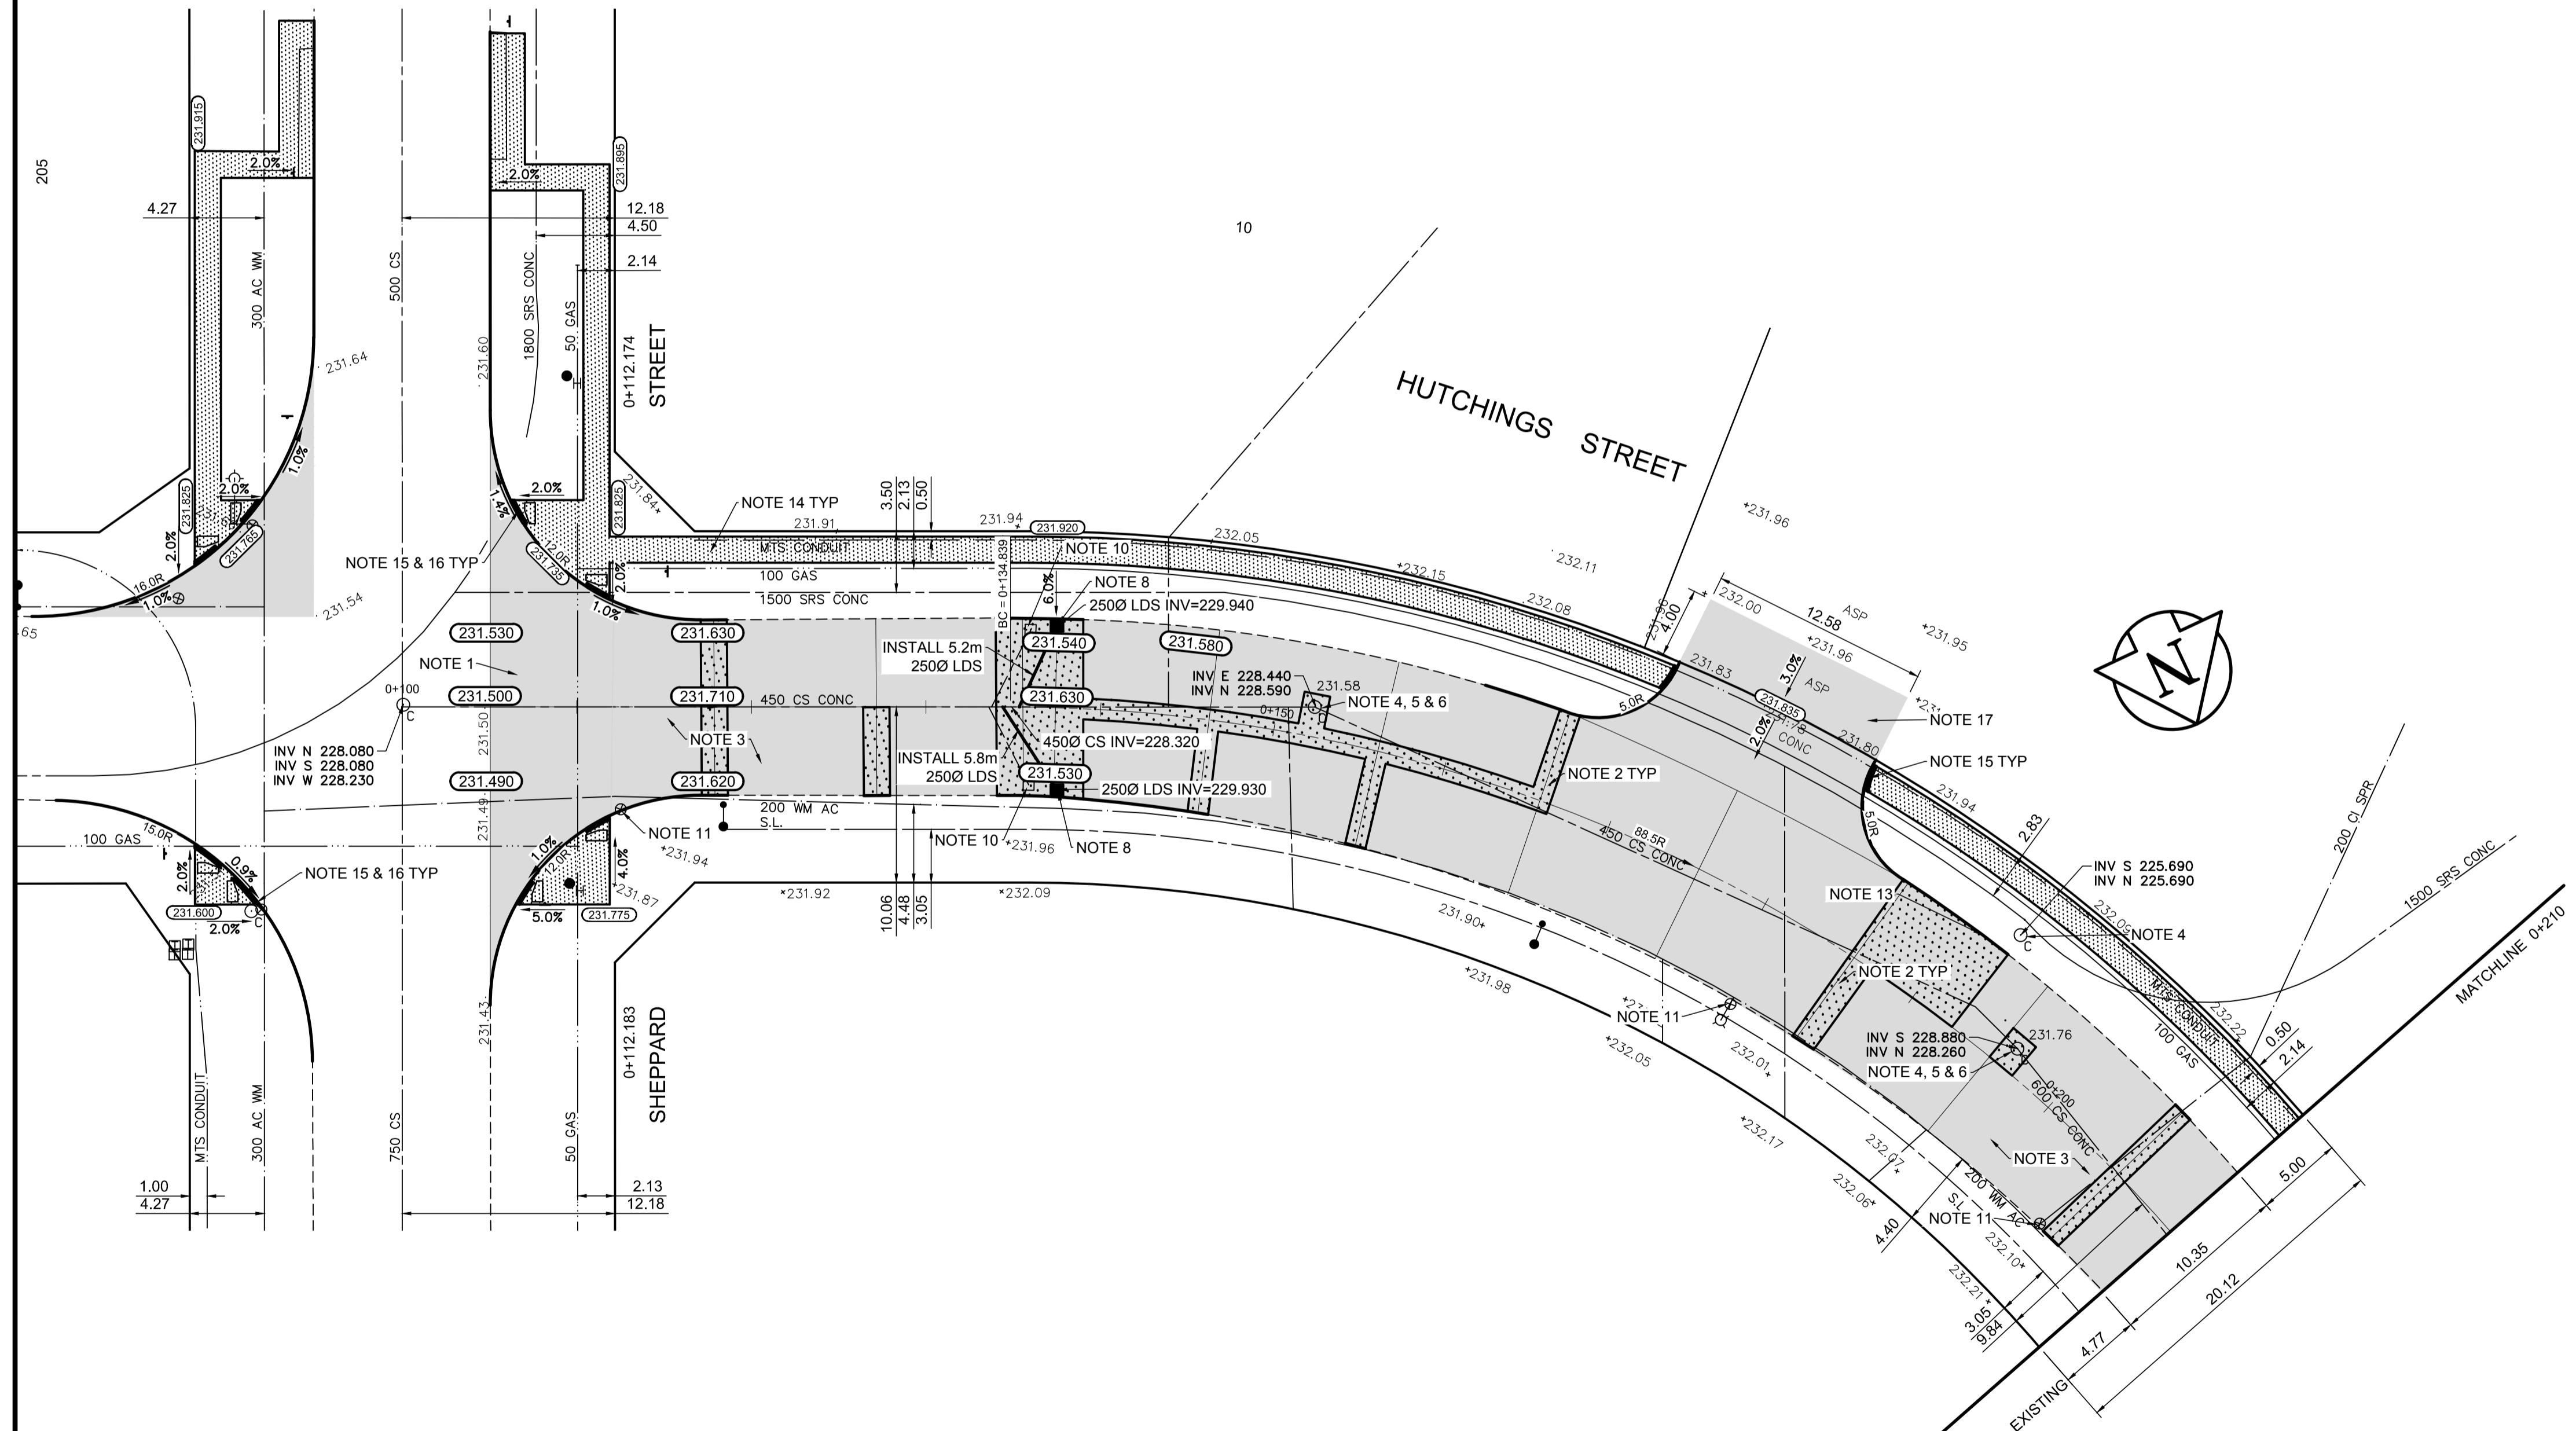 205
231.915
2.0%
4.27
300 AC WM
500 CS
231.64
231.60
1800 SRS CONC
50 GAS
231.895
2.0%
12.18
4.50
2.14
0+112.174
STREET
10
HUTCHINGS STREET
1.0%
2.0%
231.825
2.0%
231.765
16.0R
1.0%
231.54
.65
NOTE 15 & 16 TYP
1.4%
2.0%
12.0R
231.735
231.825
231.84
2.0%
1.0%
NOTE 14 TYP
231.91
3.50
2.13
0.50
231.94
231.920
MTS CONDUIT
100 GAS
1500 SRS CONC
BC = 0+134.839
NOTE 10
6.0%
NOTE 8
250Ø LDS INV=229.940
232.05
232.15
232.11
231.96
232.08
231.96
4.00
232.00
12.58
ASP
231.96
231.95
231.83
3.0%
ASP
231.835
231.78
2.0%
CONC
231.80
NOTE 17
NOTE 15 TYP
5.0R
5.0R
N
231.530
231.630
231.540
231.580
INSTALL 5.2m
250Ø LDS
NOTE 1
231.500
231.710
231.630
0+100
C
450 CS CONC
INV E 228.440
INV N 228.590
231.58
0+150
C
NOTE 4, 5 & 6
231.50
NOTE 3
INV N 228.080
INV S 228.080
INV W 228.230
450Ø CS INV=228.320
INSTALL 5.8m
250Ø LDS
231.490
231.620
231.530
250Ø LDS INV=229.930
NOTE 2 TYP
231.49
200 WM AC
S.L.
NOTE 11
NOTE 10
231.96
NOTE 8
450 CS CONC
88.5R
100 GAS
15.0R
0.9%
2.0%
NOTE 15 & 16 TYP
231.600
2.0%
C
1.0%
12.0R
4.0%
231.94
231.87
5.0%
231.775
231.92
232.09
10.06
4.48
3.05
231.43
0+112.183
SHEPPARD
MTS CONDUIT
300 AC WM
750 CS
50 GAS
1.00
4.27
2.13
12.18
231.90
231.98
NOTE 11
232.05
232.01
232.17
232.07
232.06
NOTE 13
NOTE 2 TYP
231.94
2.83
INV S 225.690
INV N 225.690
C
NOTE 4
232.05
200 CI SPR
1500 SRS CONC
MATCHLINE 0+210
MTS CONDUIT
100 GAS
232.22
0.50
2.14
INV S 228.880
INV N 228.260
231.76
NOTE 4, 5 & 6
0+200
600 CS CONC
NOTE 3
200 WM AC
S.L.
NOTE 11
4.40
232.10
232.21
3.05
9.84
5.00
10.35
20.12
4.77
EXISTING